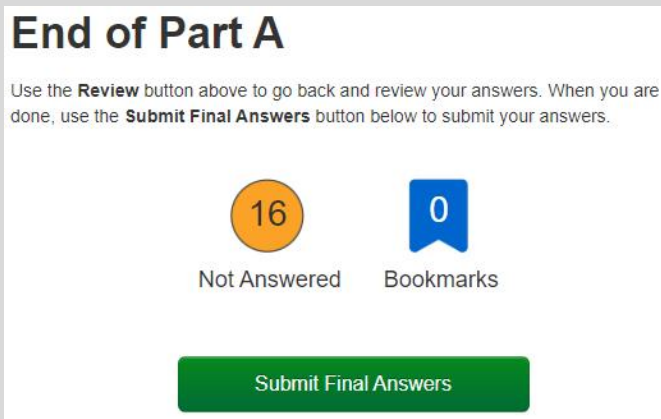 End of Part A
Use the Review button above to go back and review your answers. When you are
done, use the Submit Final Answers button below to submit your answers.
16
0
Not Answered
Bookmarks
Submit Final Answers